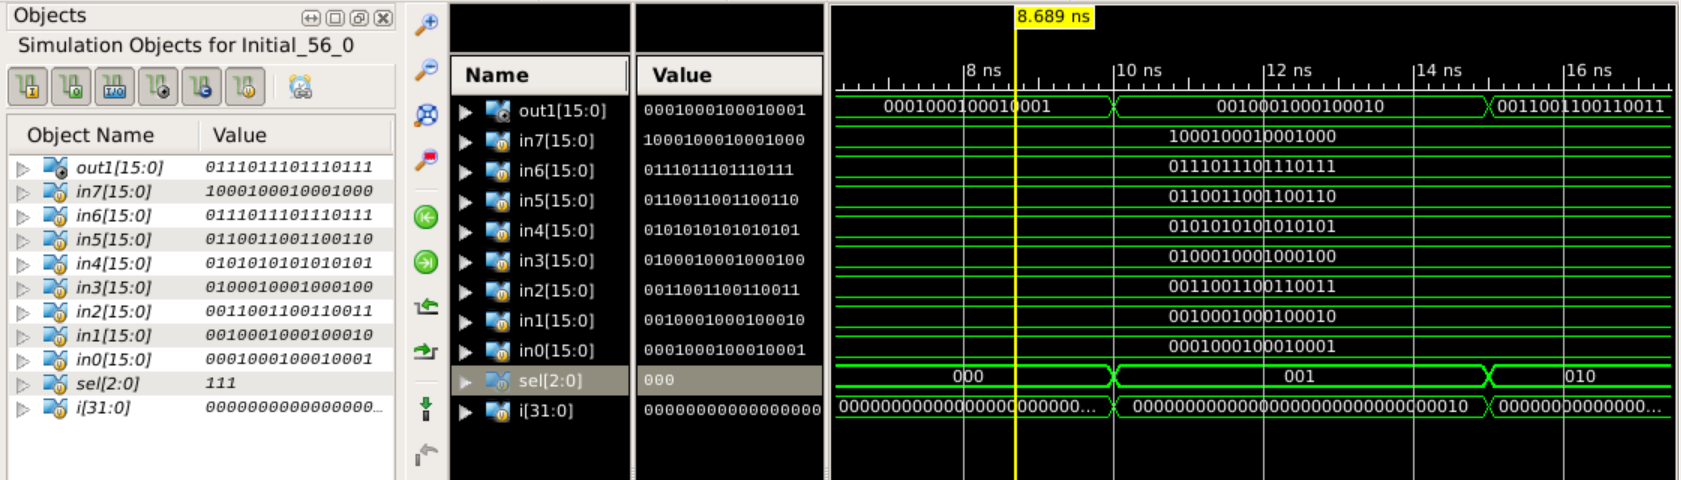 Objects
Simulation Objects for Initial_56_0
Object Name Value
out1[15:0] 0111011101110111
in7[15:0] 1000100010001000
in6[15:0] 0111011101110111
in5[15:0] 0110011001100110
in4[15:0] 0101010101010101
in3[15:0] 0100010001000100
in2[15:0] 0011001100110011
in1[15:0] 0010001000100010
in0[15:0] 0001000100010001
sel[2:0] 111
i[31:0] 0000000000000000...
Name Value
out1[15:0] 0001000100010001
in7[15:0] 1000100010001000
in6[15:0] 0111011101110111
in5[15:0] 0110011001100110
in4[15:0] 0101010101010101
in3[15:0] 0100010001000100
in2[15:0] 0011001100110011
in1[15:0] 0010001000100010
in0[15:0] 0001000100010001
sel[2:0] 000
i[31:0] 00000000000000000
8.689 ns
8 ns 10 ns 12 ns 14 ns 16 ns
0001000100010001 0010001000100010 0011001100110011
1000100010001000
0111011101110111
0110011001100110
0101010101010101
0100010001000100
0011001100110011
0010001000100010
0001000100010001
000 001 010
000000000000000000000000... 00000000000000000000000000000010 00000000000000...